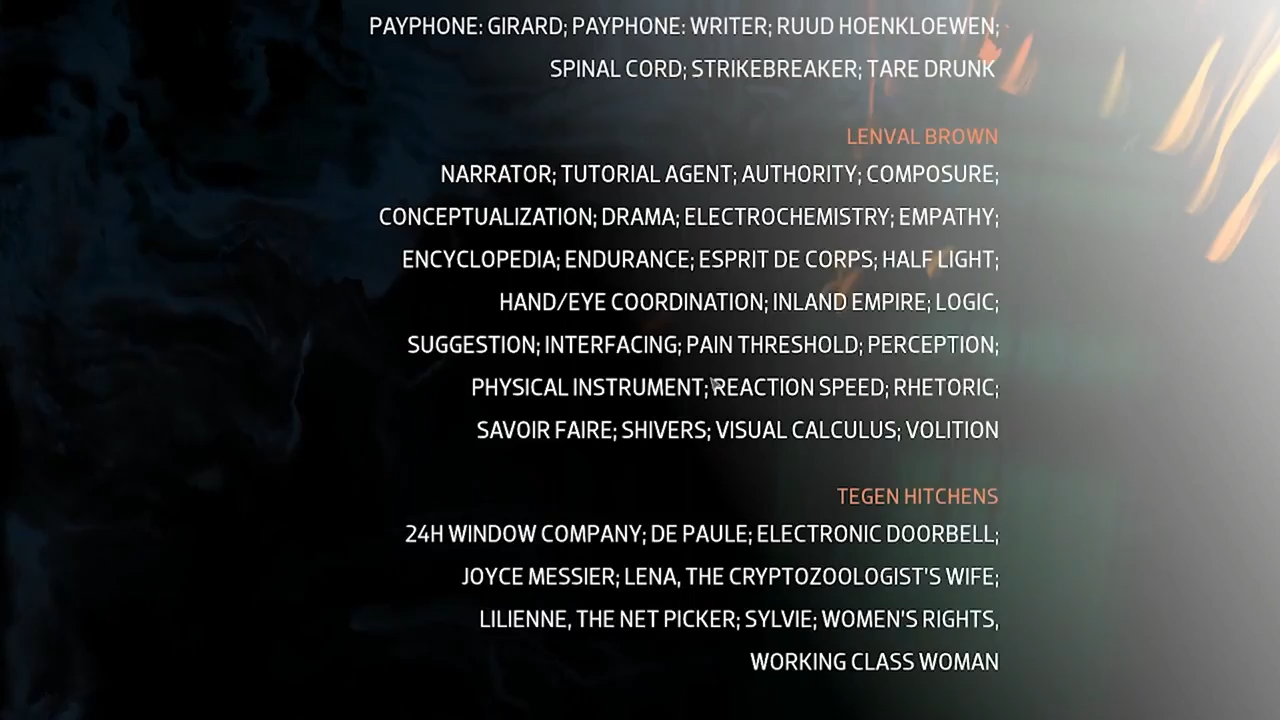 PAYPHONE: GIRARD; PAYPHONE: WRITER; RUUD HOENKLOEWEN;
SPINAL CORD; STRIKEBREAKER; TARE DRUNK
LENVAL BROWN
NARRATOR; TUTORIAL AGENT; AUTHORITY; COMPOSURE;
CONCEPTUALIZATION; DRAMA; ELECTROCHEMISTRY; EMPATHY;
ENCYCLOPEDIA; ENDURANCE; ESPRIT DE CORPS; HALF LIGHT;
HAND/EYE COORDINATION; INLAND EMPIRE; LOGIC;
SUGGESTION; INTERFACING; PAIN THRESHOLD; PERCEPTION;
PHYSICAL INSTRUMENT; REACTION SPEED; RHETORIC;
SAVOIR FAIRE; SHIVERS; VISUAL CALCULUS; VOLITION
TEGEN HITCHENS
24H WINDOW COMPANY; DE PAULE; ELECTRONIC DOORBELL;
JOYCE MESSIER; LENA, THE CRYPTOZOOLOGIST'S WIFE;
LILIENNE, THE NET PICKER; SYLVIE; WOMEN'S RIGHTS,
WORKING CLASS WOMAN